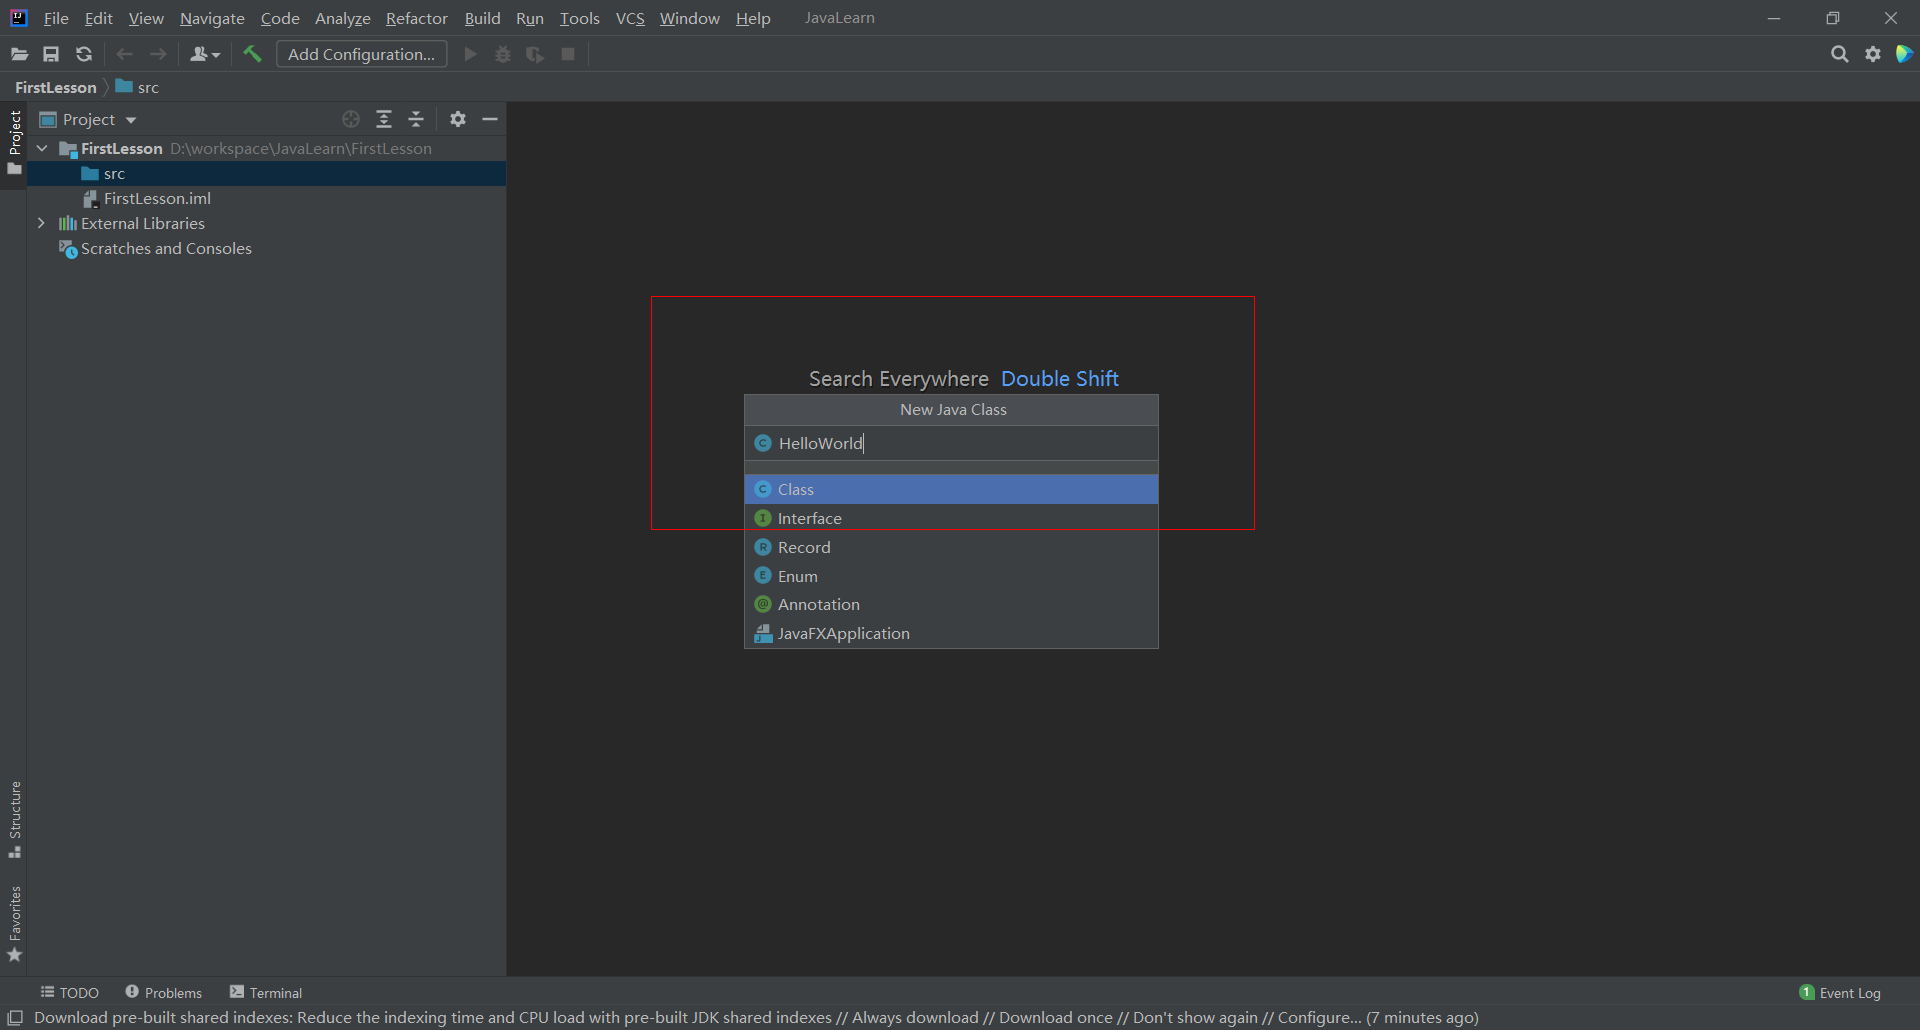 File Edit View Navigate Code Analyze Refactor Build Run Tools VCS Window Help JavaLearn
Add Configuration...
FirstLesson src
Project
Project
FirstLesson D:\workspace\JavaLearn\FirstLesson
src
FirstLesson.iml
External Libraries
Scratches and Consoles
Search Everywhere Double Shift
New Java Class
HelloWorld
Class
Interface
Record
Enum
Annotation
JavaFXApplication
Structure
Favorites
TODO Problems Terminal 1 Event Log
Download pre-built shared indexes: Reduce the indexing time and CPU load with pre-built JDK shared indexes // Always download // Download once // Don't show again // Configure... (7 minutes ago)